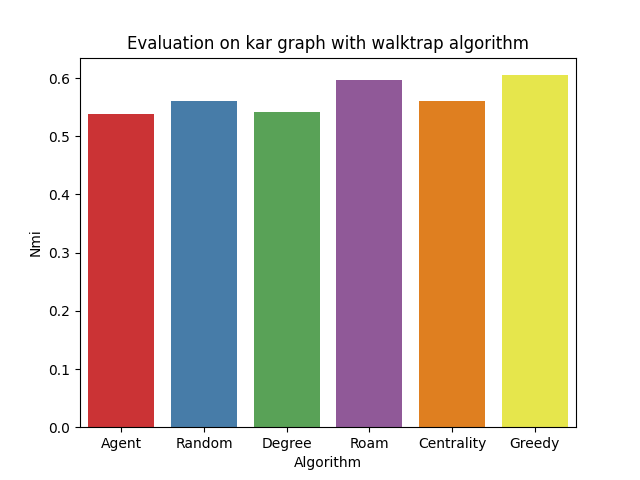 Evaluation on kar graph with walktrap algorithm
0.6
0.5
0.4
0.3
0.2
0.1
0.0
Nmi
Agent Random Degree Roam Centrality Greedy
Algorithm